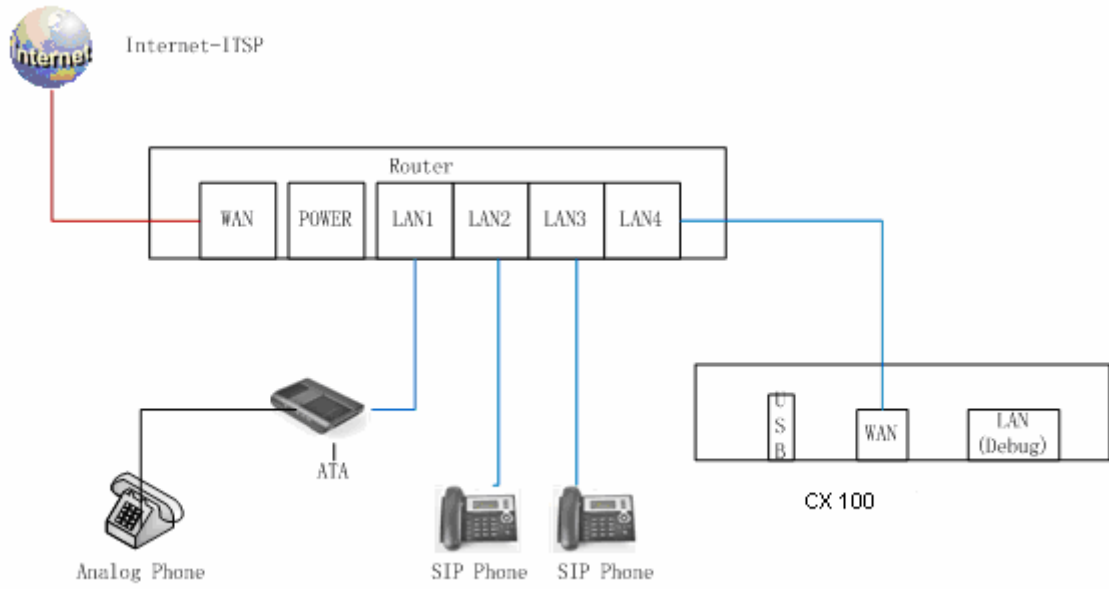 Internet
Internet-ITSP
Router
WAN
POWER
LAN1
LAN2
LAN3
LAN4
USB
WAN
LAN
(Debug)
ATA
CX 100
Analog Phone
SIP Phone
SIP Phone